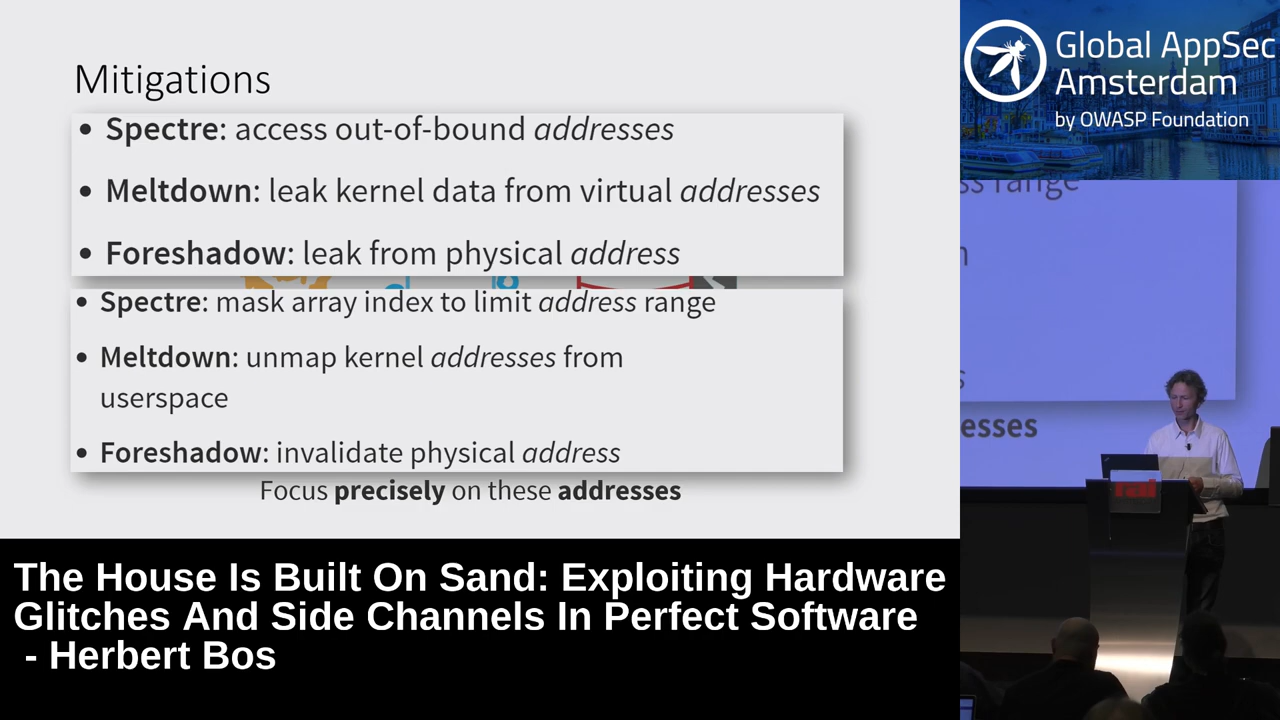 Mitigations
• Spectre: access out-of-bound addresses
• Meltdown: leak kernel data from virtual addresses
• Foreshadow: leak from physical address
• Spectre: mask array index to limit address range
• Meltdown: unmap kernel addresses from
userspace
• Foreshadow: invalidate physical address
Focus precisely on these addresses
The House Is Built On Sand: Exploiting Hardware
Glitches And Side Channels In Perfect Software
- Herbert Bos
Global AppSec
Amsterdam
by OWASP Foundation
ss range
n
s
esses
rai